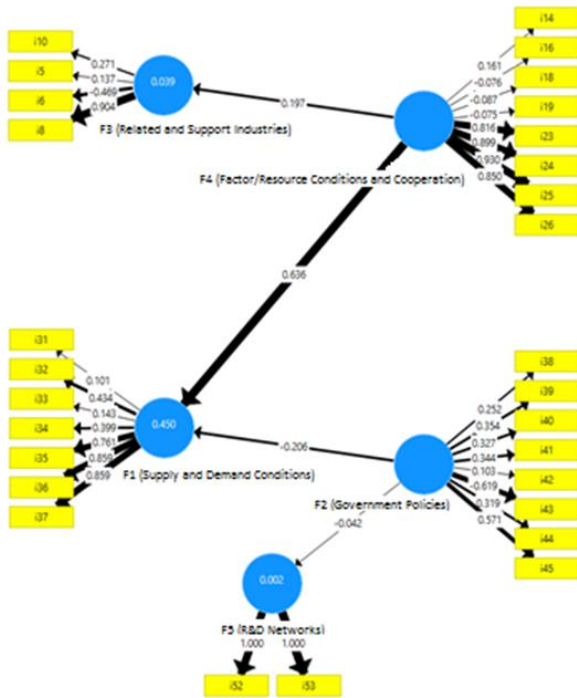 i10
i5
i6
i8
0.271
0.137
-0.469
0.904
0.039
F3 (Related and Support Industries)
0.197
i14
i16
i18
i19
i23
i24
i25
i26
0.161
-0.076
-0.087
-0.075
0.816
0.899
0.930
0.850
F4 (Factor/Resource Conditions and Cooperation)
0.636
i31
i32
i33
i34
i35
i36
i37
0.101
0.434
0.143
0.399
0.761
0.859
0.859
0.450
F1 (Supply and Demand Conditions)
-0.206
i38
i39
i40
i41
i42
i43
i44
i45
0.252
0.354
0.327
0.344
0.103
-0.619
0.319
0.571
F2 (Government Policies)
-0.042
0.002
F5 (R&D Networks)
1.000
1.000
i52
i53